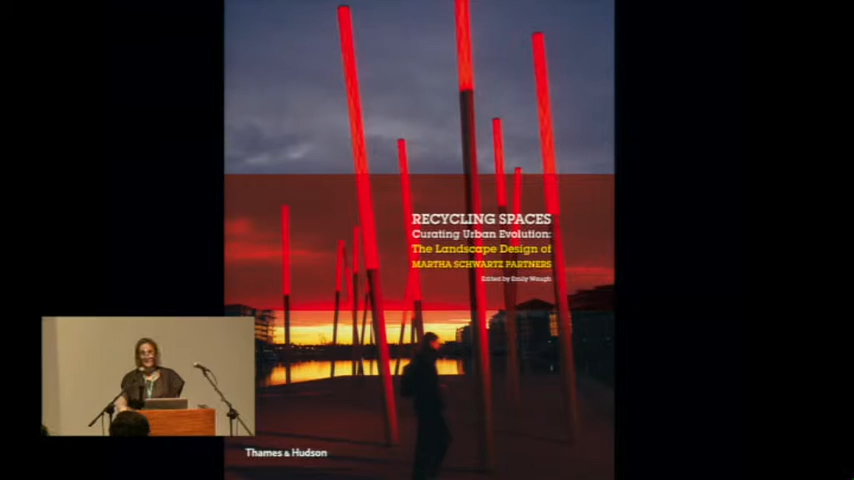 RECYCLING SPACES
Curating Urban Evolution:
The Landscape Design of
MARTHA SCHWARTZ PARTNERS
Edited by Emily Waugh
Thames & Hudson